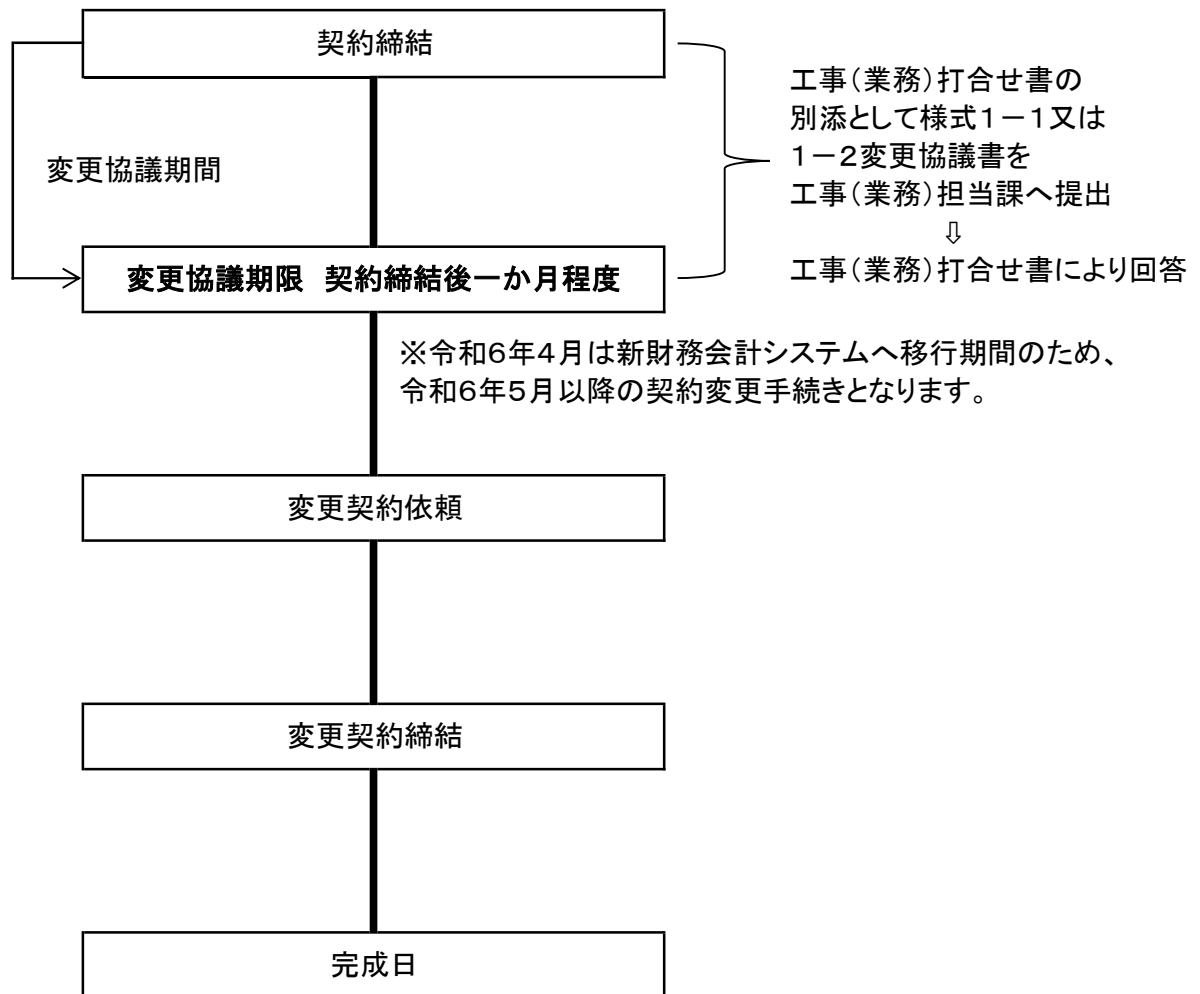 契約締結
工事(業務)打合せ書の
別添として様式1-1又は
1-2変更協議書を
工事(業務)担当課へ提出
⇩
工事(業務)打合せ書により回答
変更協議期間
変更協議期限 契約締結後一か月程度
※令和6年4月は新財務会計システムへ移行期間のため、
令和6年5月以降の契約変更手続きとなります。
変更契約依頼
変更契約締結
完成日